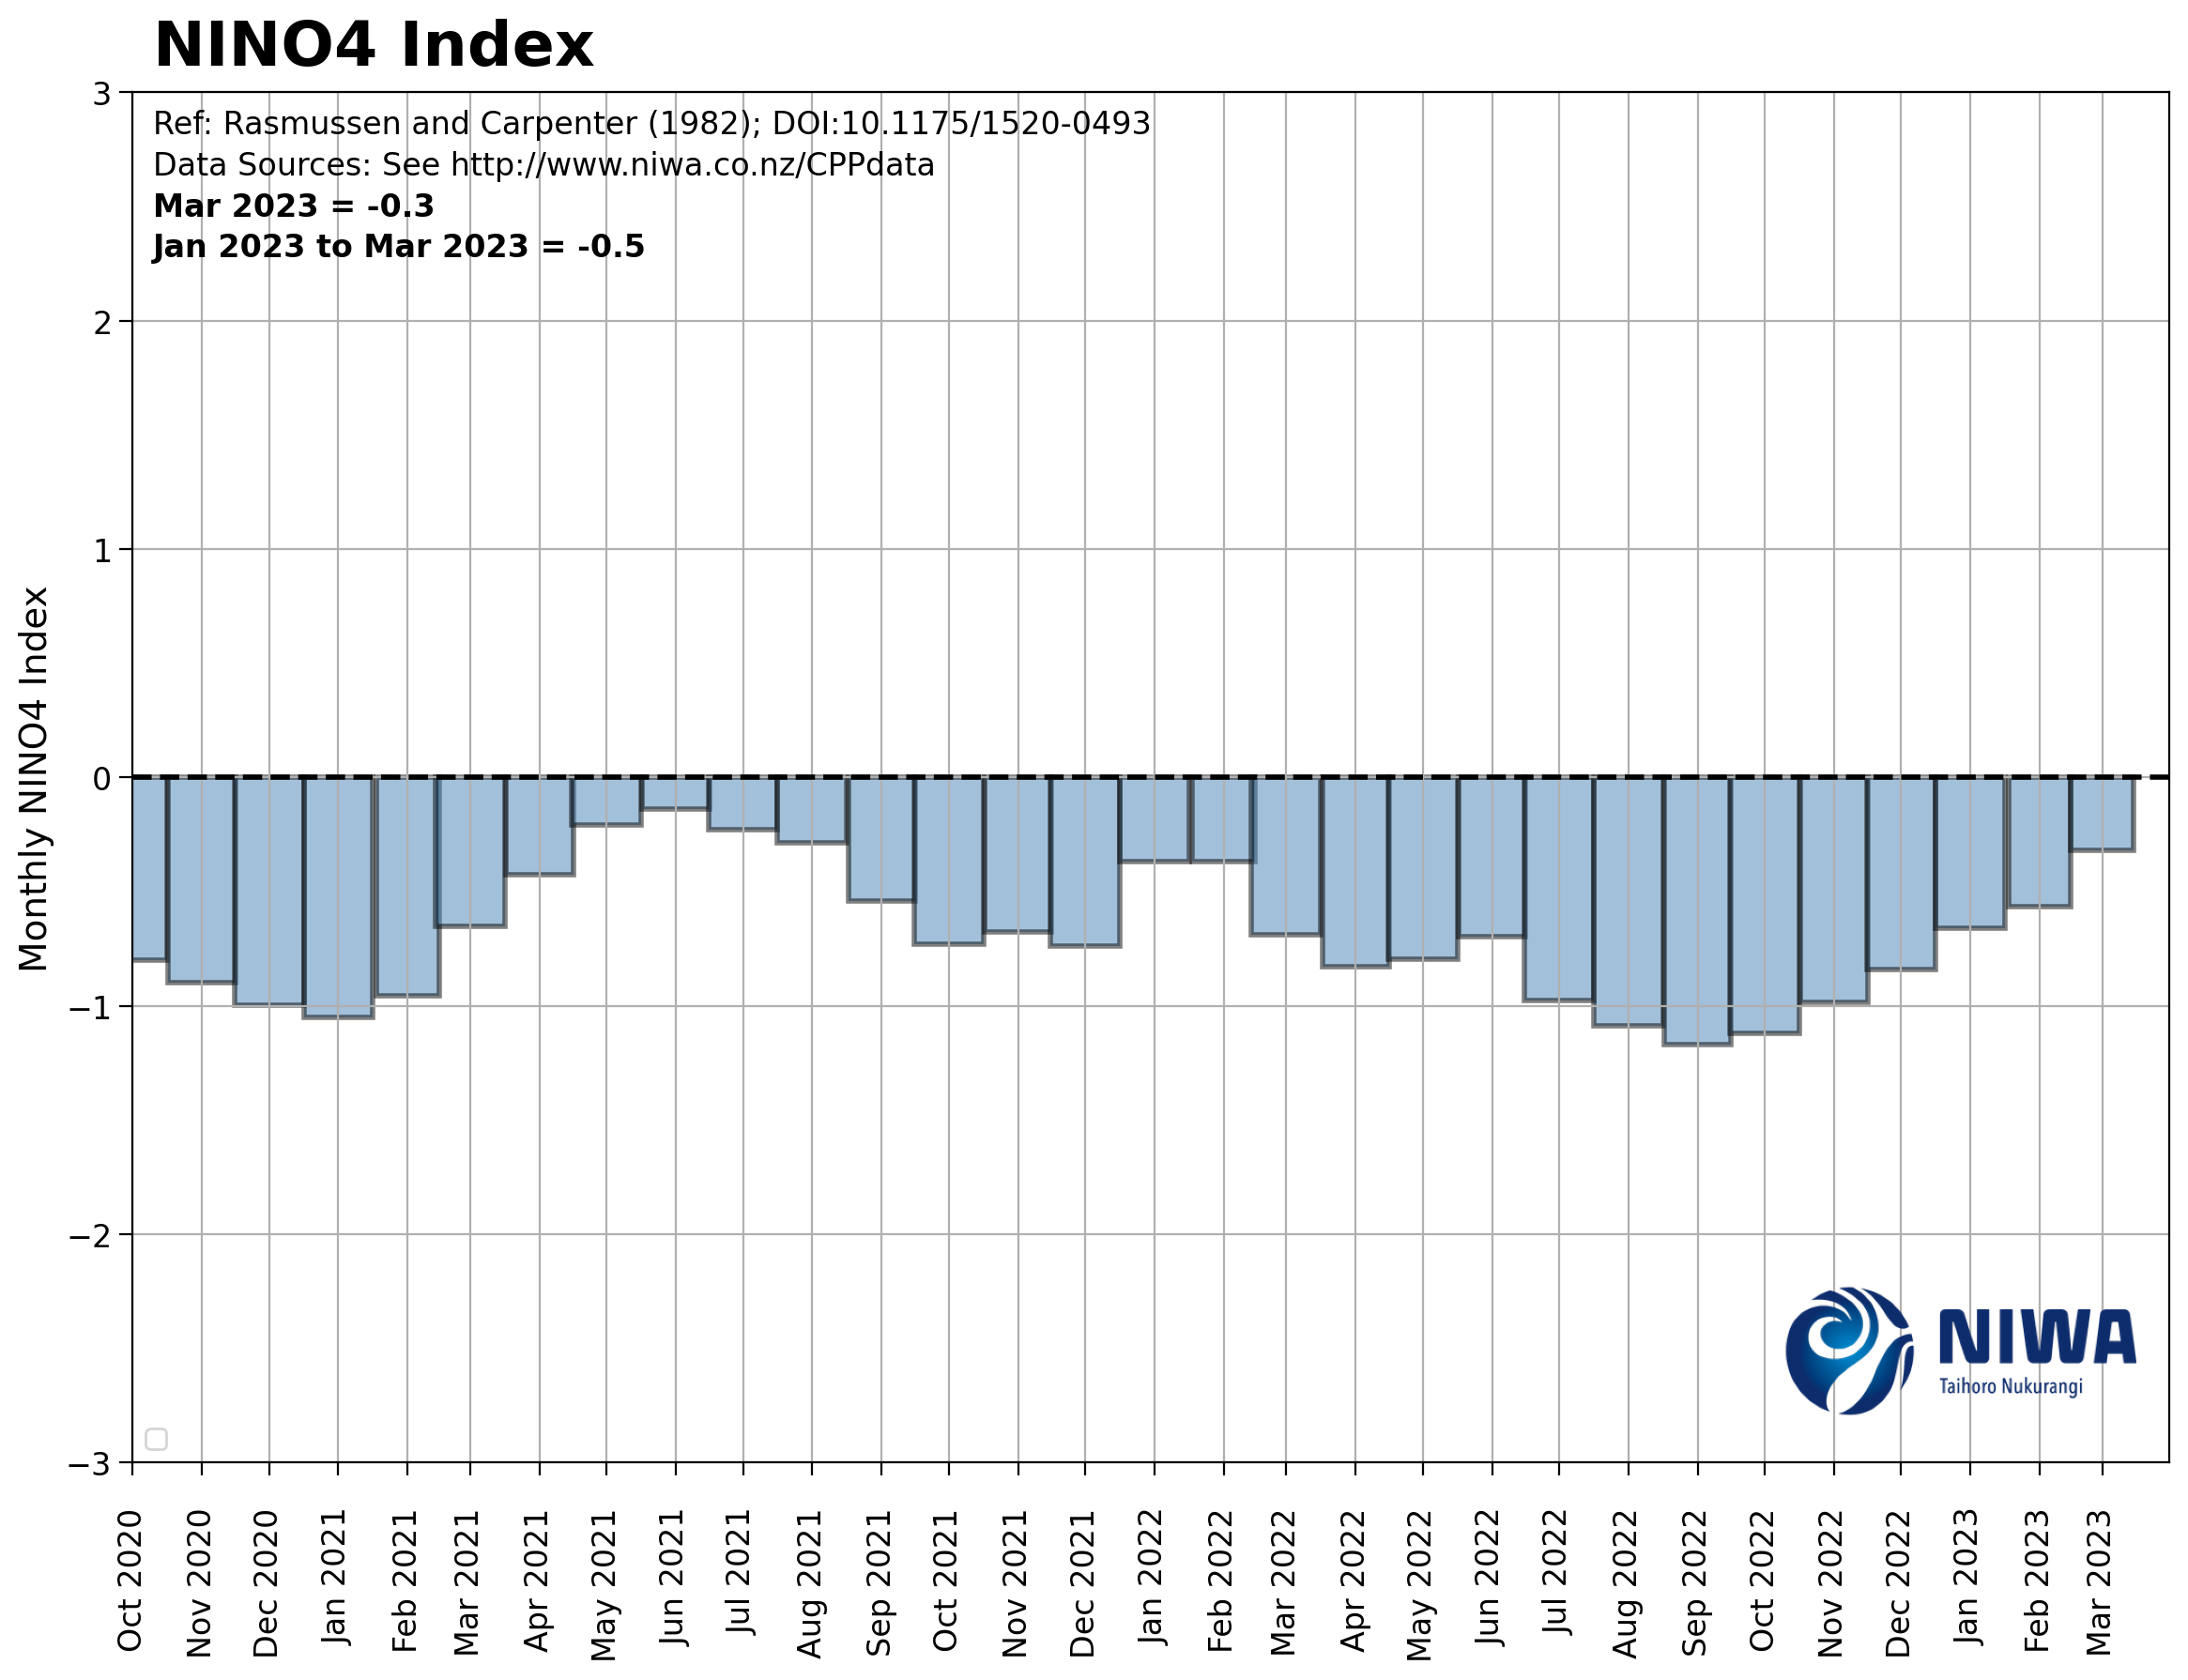 NINO4 Index
Ref: Rasmussen and Carpenter (1982); DOI:10.1175/1520-0493
Data Sources: See http://www.niwa.co.nz/CPPdata
Mar 2023 = -0.3
Jan 2023 to Mar 2023 = -0.5
Monthly NINO4 Index
3
2
1
0
−1
−2
−3
NIWA
Taihoro Nukurangi
Oct 2020
Nov 2020
Dec 2020
Jan 2021
Feb 2021
Mar 2021
Apr 2021
May 2021
Jun 2021
Jul 2021
Aug 2021
Sep 2021
Oct 2021
Nov 2021
Dec 2021
Jan 2022
Feb 2022
Mar 2022
Apr 2022
May 2022
Jun 2022
Jul 2022
Aug 2022
Sep 2022
Oct 2022
Nov 2022
Dec 2022
Jan 2023
Feb 2023
Mar 2023